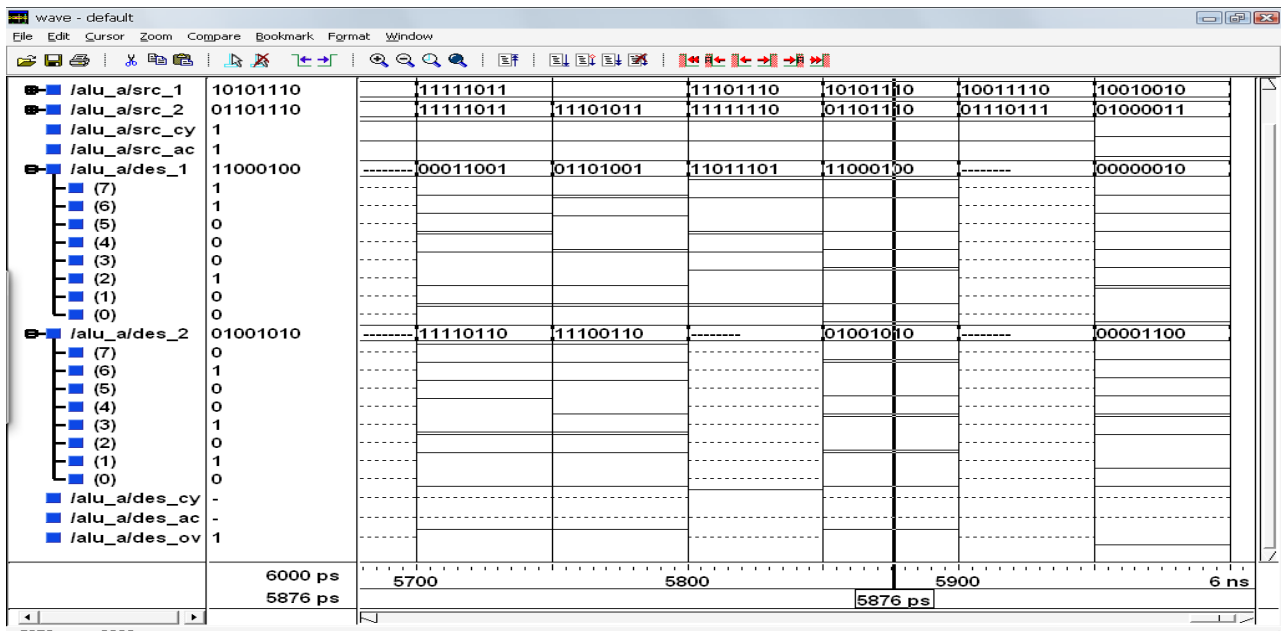 wave - default
File Edit Cursor Zoom Compare Bookmark Format Window
/alu_a/src_1 10101110 11111011 11101110 10101110 10011110 10010010
/alu_a/src_2 01101110 11111011 11101011 11111110 01101110 01110111 01000011
/alu_a/src_cy 1
/alu_a/src_ac 1
/alu_a/des_1 11000100 -------- 00011001 01101001 11011101 11000100 -------- 00000010
(7) 1
(6) 1
(5) 0
(4) 0
(3) 0
(2) 1
(1) 0
(0) 0
/alu_a/des_2 01001010 -------- 11110110 11100110 -------- 01001010 -------- 00001100
(7) 0
(6) 1
(5) 0
(4) 0
(3) 1
(2) 0
(1) 1
(0) 0
/alu_a/des_cy -
/alu_a/des_ac -
/alu_a/des_ov 1
6000 ps 5700 5800 5900 6 ns
5876 ps 5876 ps